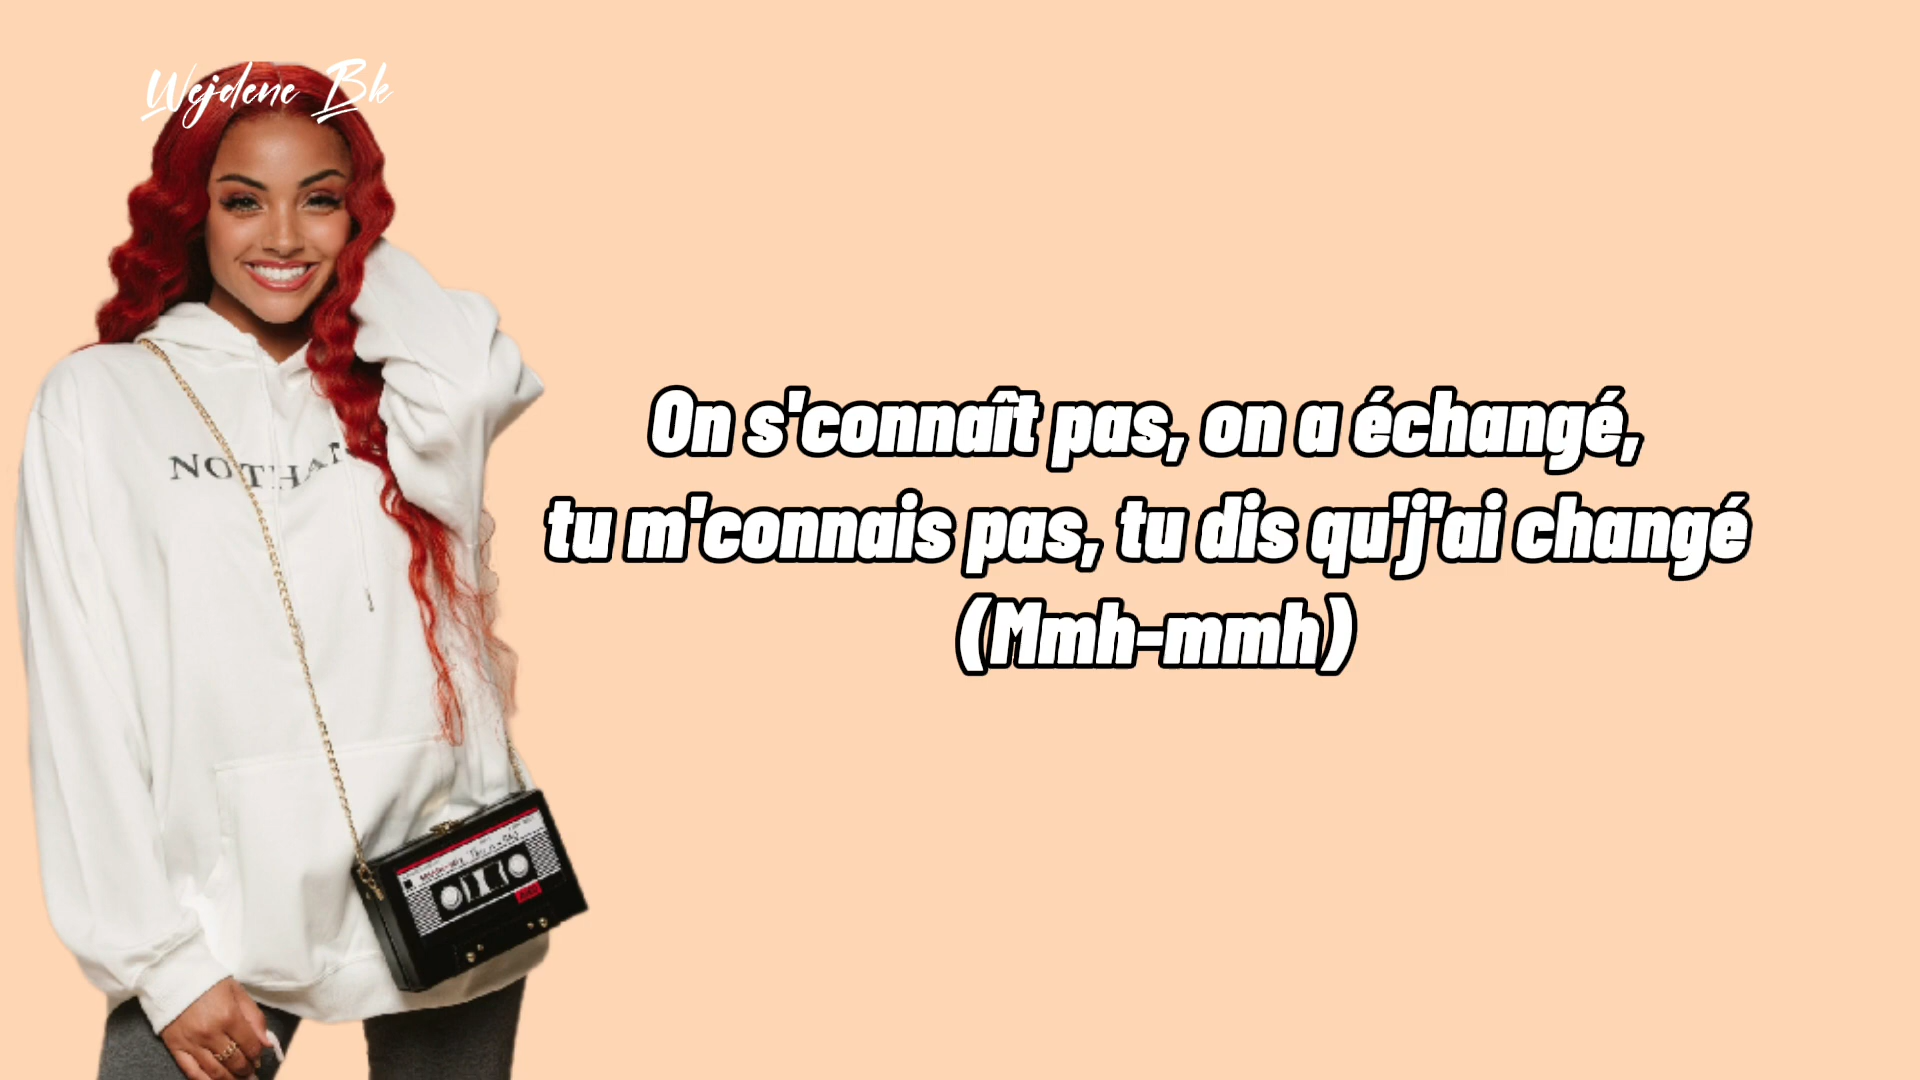 Wejdene Bk
On s'connaît pas, on a échangé,
tu m'connais pas, tu dis qu'j'ai changé
(Mmh-mmh)